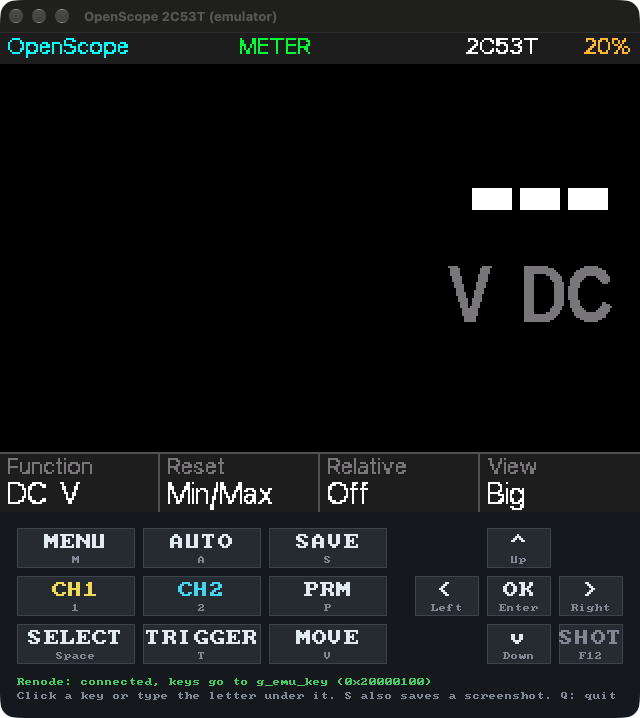 OpenScope 2C53T (emulator)
OpenScope METER 2C53T 20%
---
V DC
Function Reset Relative View
DC V Min/Max Off Big
MENU AUTO SAVE ^
M A S Up
CH1 CH2 PRM < OK >
1 2 P Left Enter Right
SELECT TRIGGER MOVE v SHOT
Space T V Down F12
Renode: connected, keys go to g_emu_key (0x20000100)
Click a key or type the letter under it. S also saves a screenshot. Q: quit